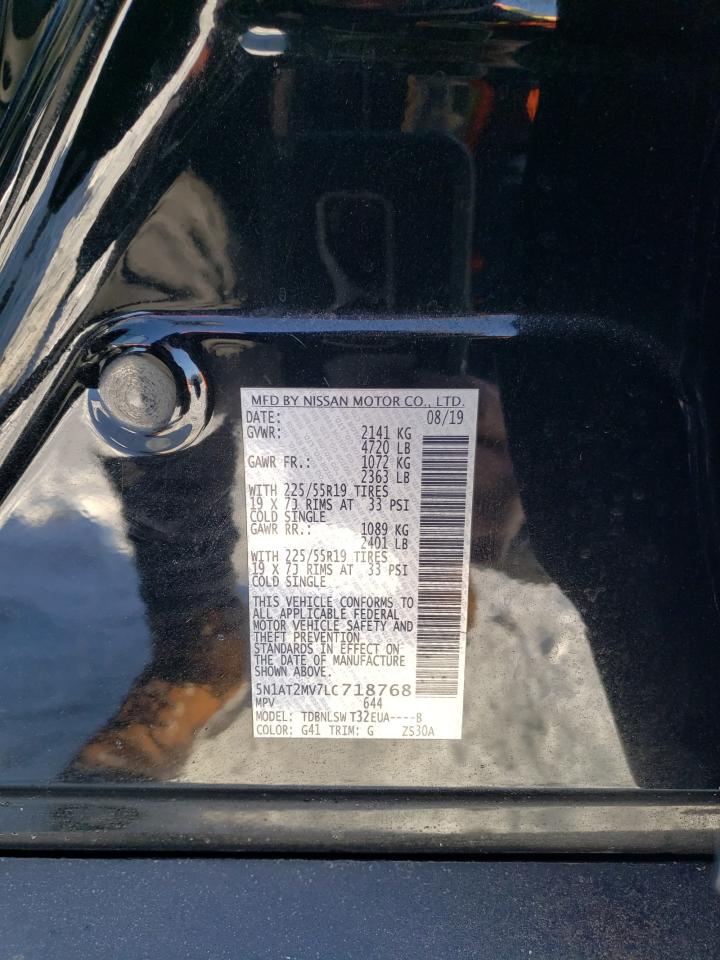 MFD BY NISSAN MOTOR CO., LTD.
DATE: 08/19
GVWR: 2141 KG
4720 LB
GAWR FR.: 1072 KG
2363 LB
WITH 225/55R19 TIRES
19 X 7J RIMS AT 33 PSI
COLD SINGLE
GAWR RR.: 1089 KG
2401 LB
WITH 225/55R19 TIRES
19 X 7J RIMS AT 33 PSI
COLD SINGLE
THIS VEHICLE CONFORMS TO
ALL APPLICABLE FEDERAL
MOTOR VEHICLE SAFETY AND
THEFT PREVENTION
STANDARDS IN EFFECT ON
THE DATE OF MANUFACTURE
SHOWN ABOVE.
5N1AT2MV7LC718768
MPV 644
MODEL: TDBNLSW T32EUA----B
COLOR: G41 TRIM: G ZS30A